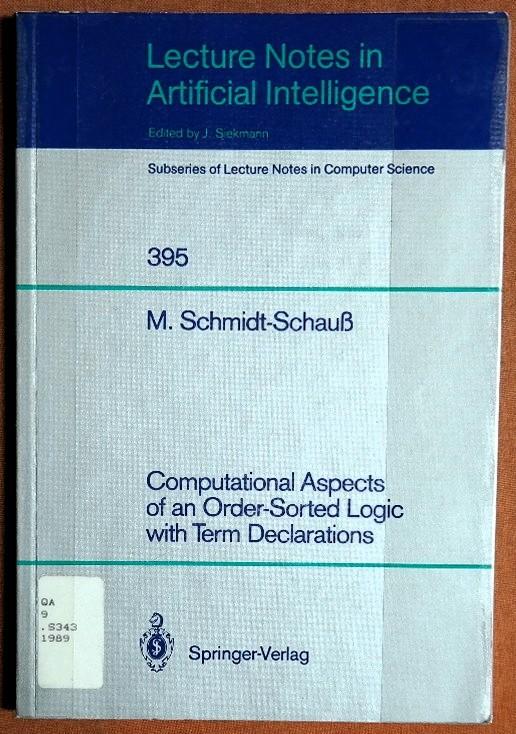 Lecture Notes in
Artificial Intelligence
Edited by J. Siekmann
Subseries of Lecture Notes in Computer Science
395
M. Schmidt-Schauß
Computational Aspects
of an Order-Sorted Logic
with Term Declarations
QA
9
.S343
1989
Springer-Verlag